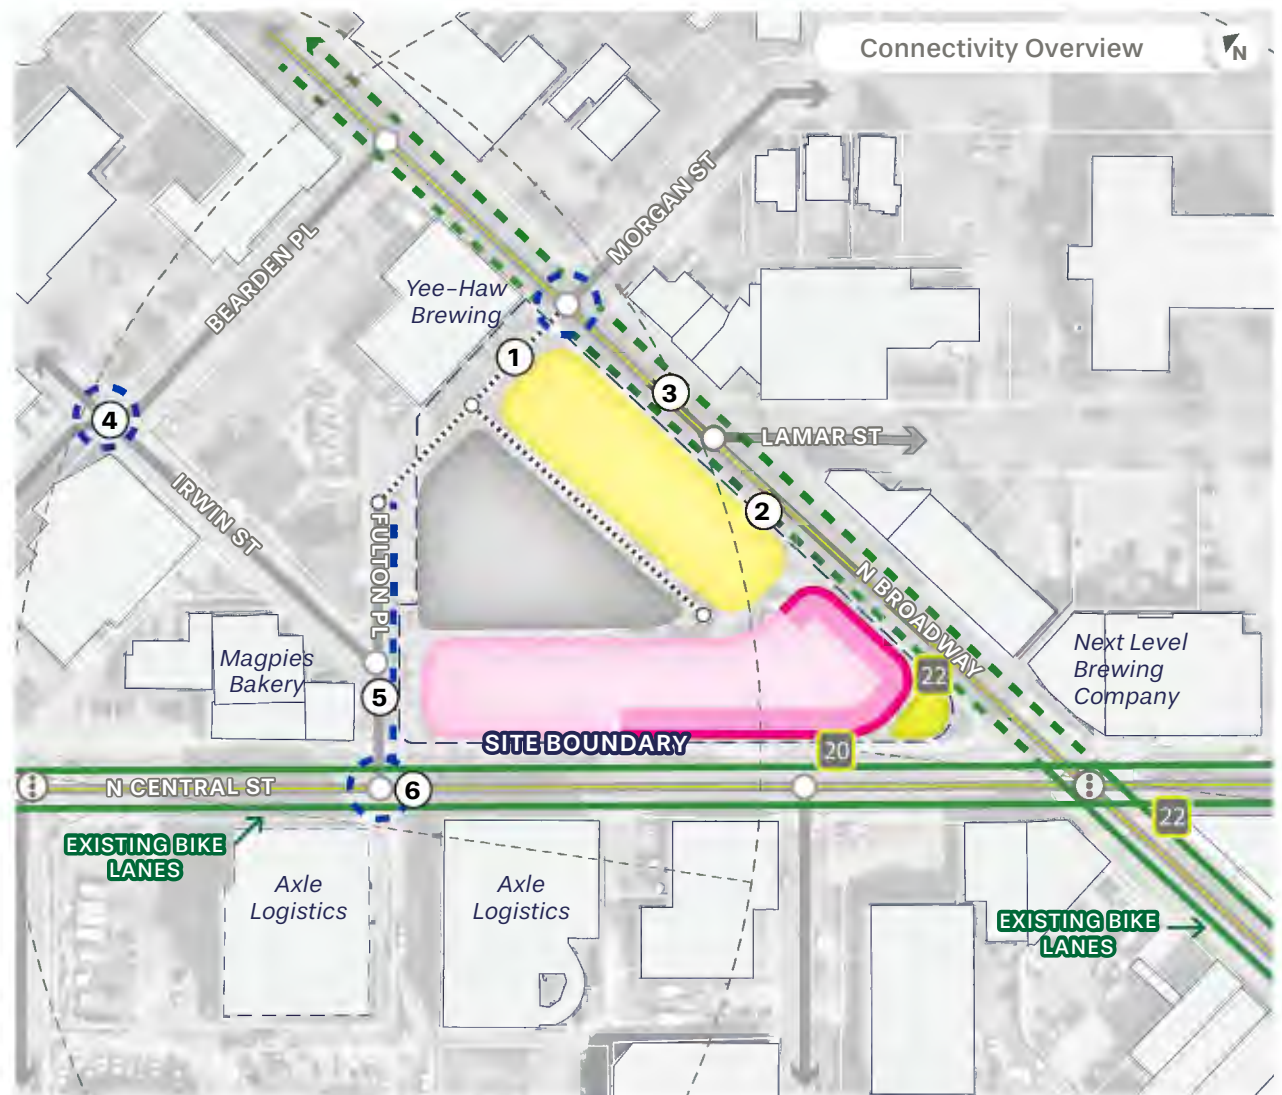 Connectivity Overview
N
MORGAN ST
BEARDEN PL
Yee-Haw
Brewing
1
3
4
LAMAR ST
IRWIN ST
2
FULTON PL
N BROADWAY
Magpies
Bakery
Next Level
Brewing
Company
22
5
SITE BOUNDARY
20
N CENTRAL ST
6
22
EXISTING BIKE
LANES
Axle
Logistics
Axle
Logistics
EXISTING BIKE
LANES